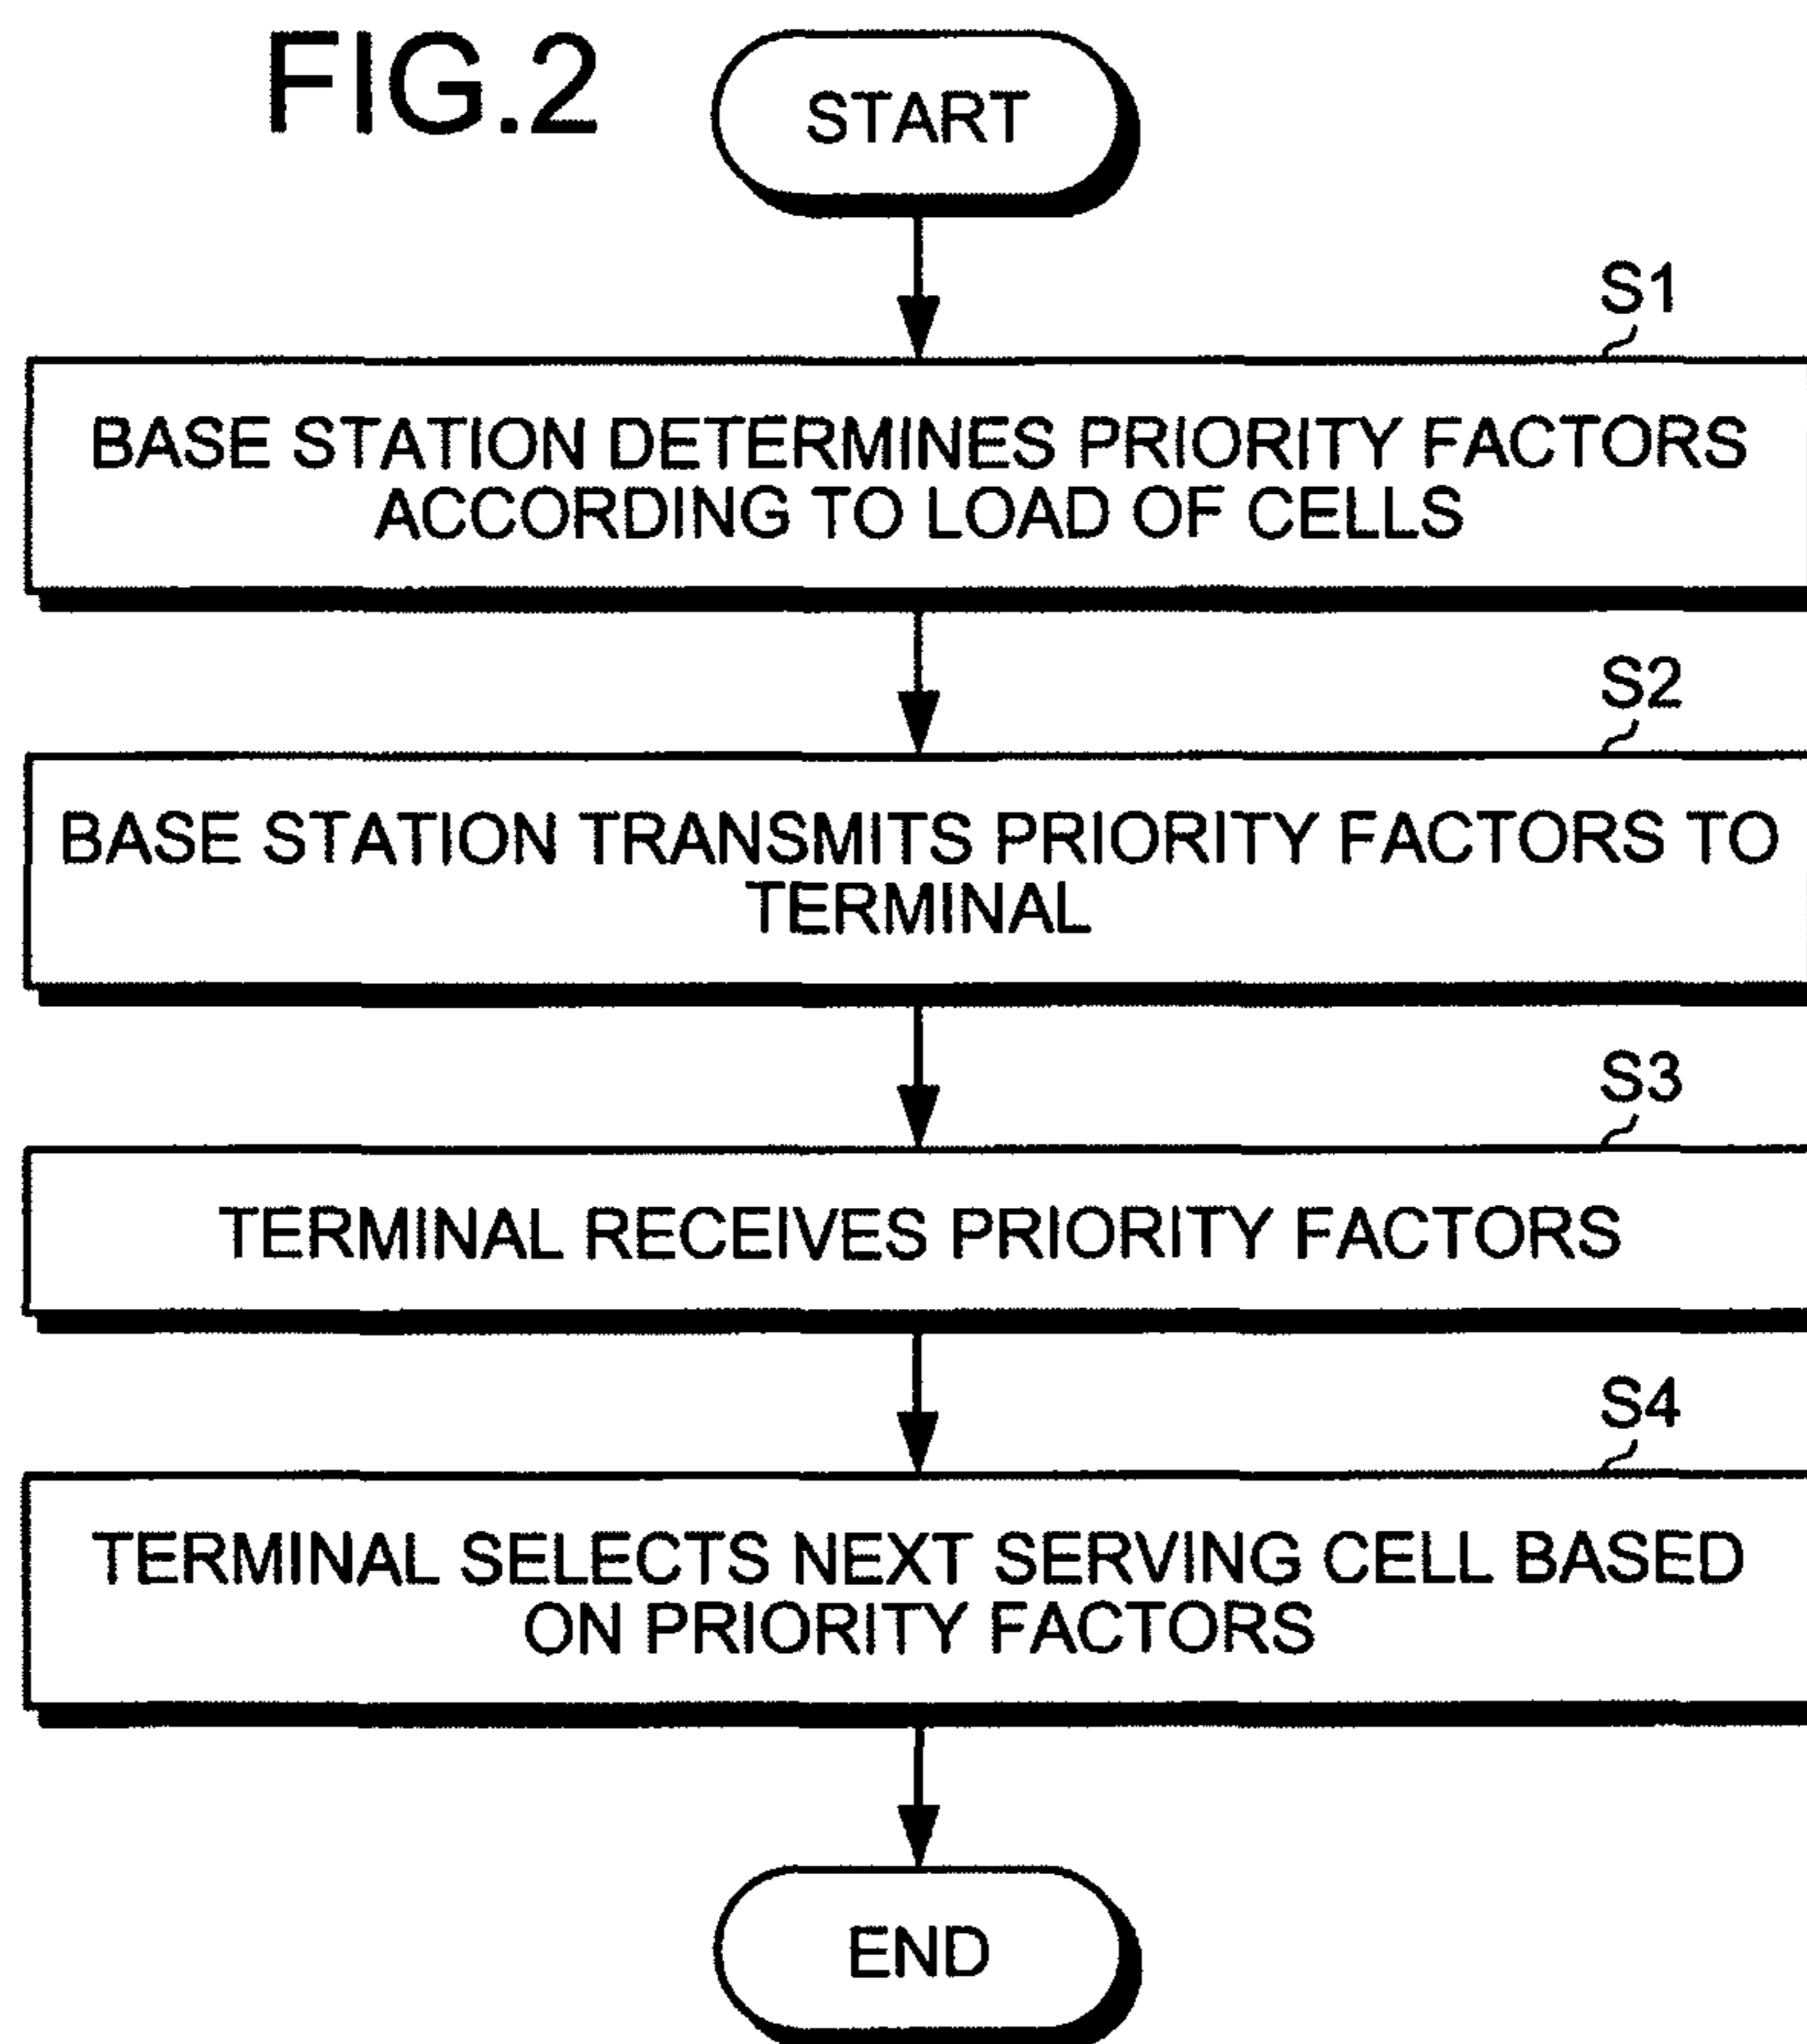 FIG.2
START
S1
BASE STATION DETERMINES PRIORITY FACTORS
ACCORDING TO LOAD OF CELLS
S2
BASE STATION TRANSMITS PRIORITY FACTORS TO
TERMINAL
S3
TERMINAL RECEIVES PRIORITY FACTORS
S4
TERMINAL SELECTS NEXT SERVING CELL BASED
ON PRIORITY FACTORS
END